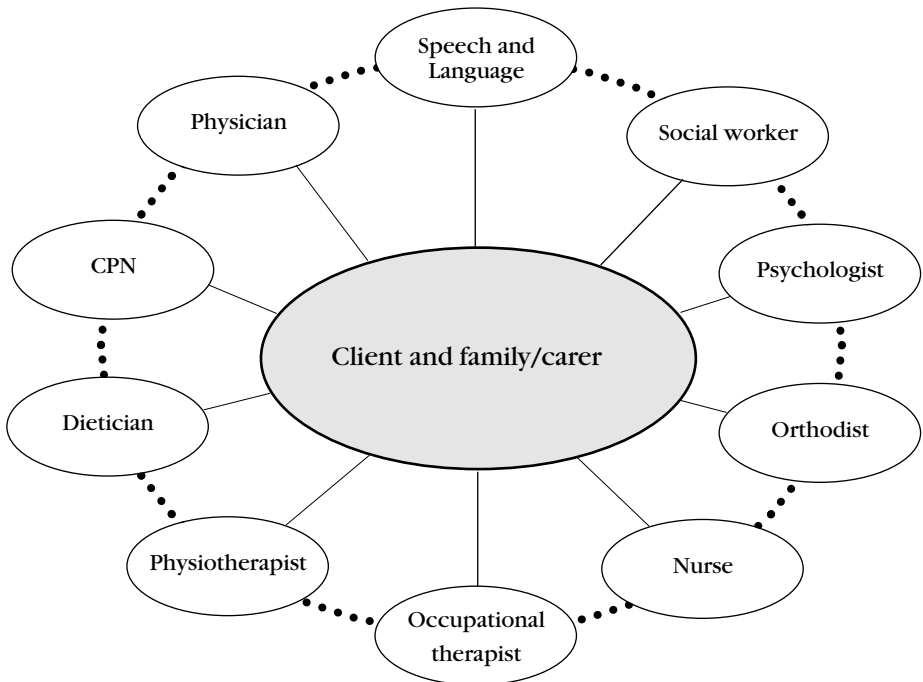 Speech and
Language
Physician
Social worker
CPN
Psychologist
Client and family/carer
Dietician
Orthodist
Physiotherapist
Nurse
Occupational
therapist